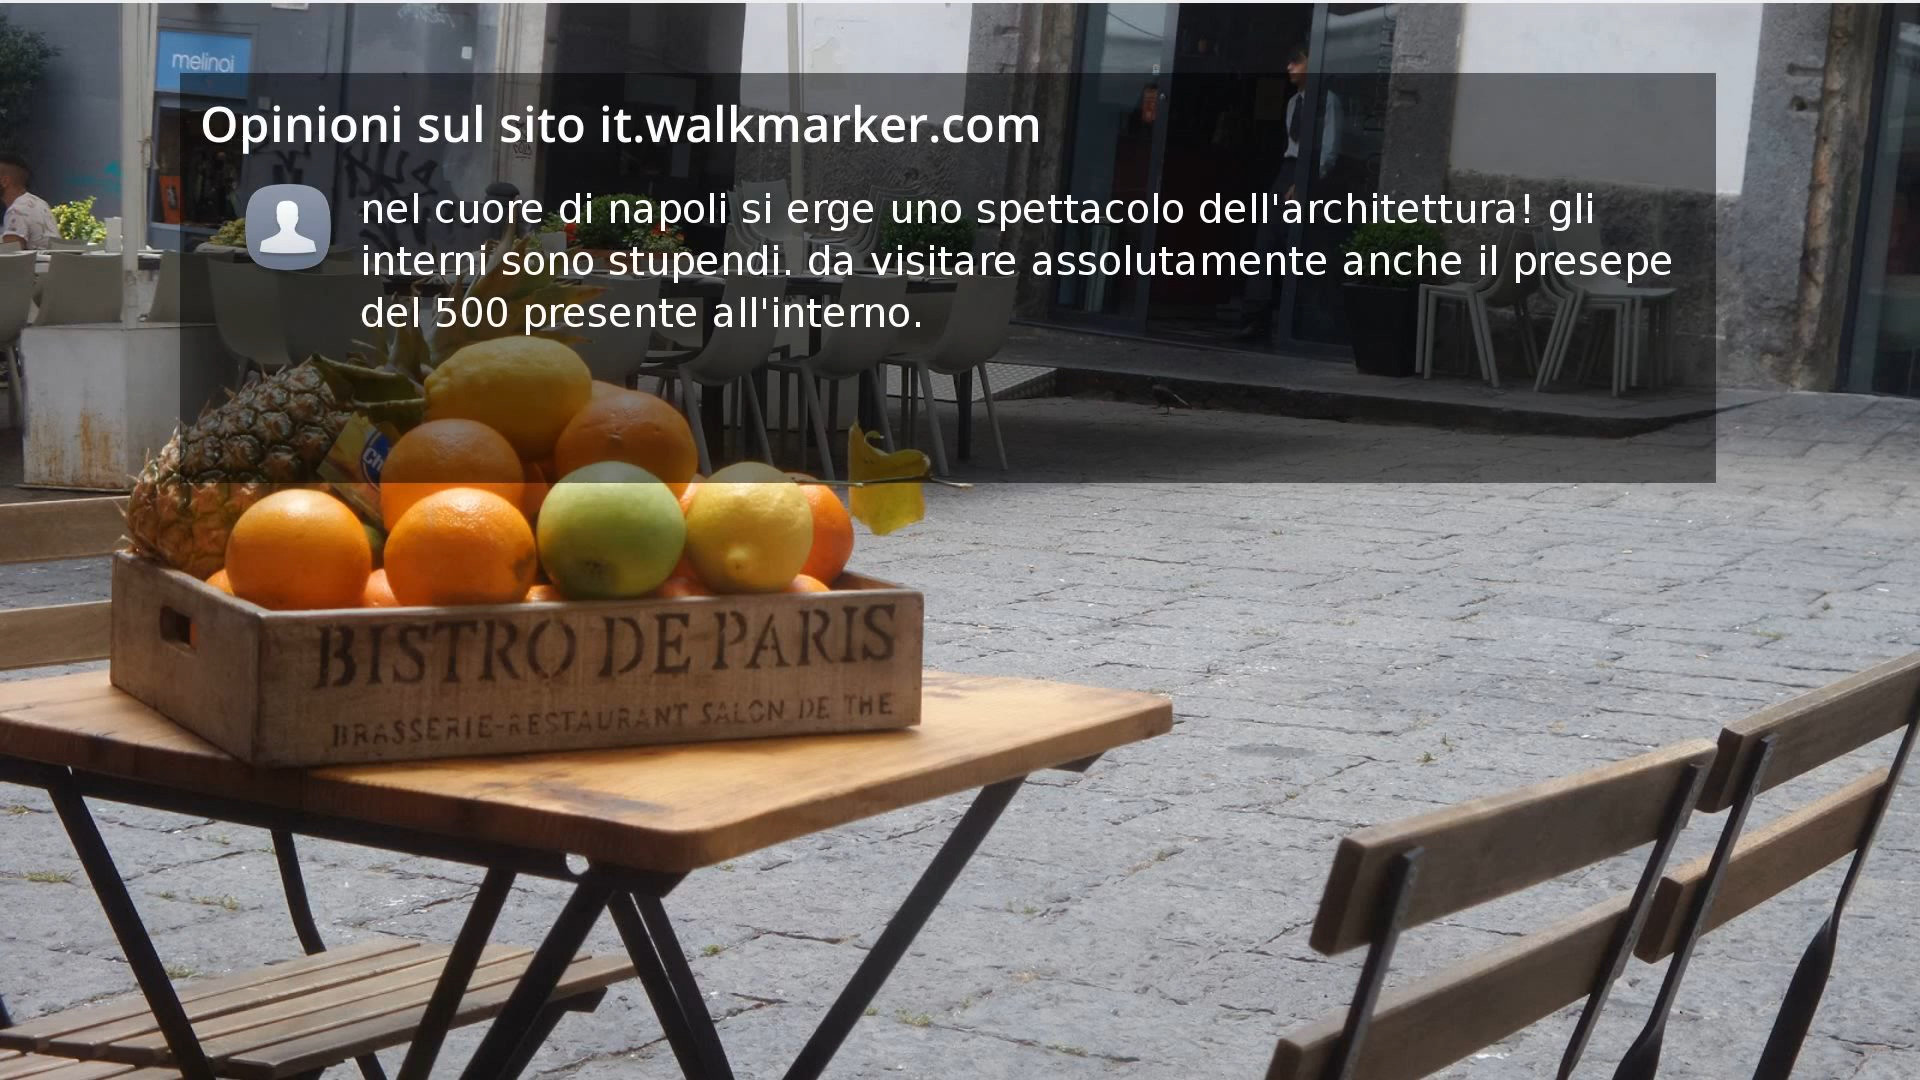 melinoi
Opinioni sul sito it.walkmarker.com
nel cuore di napoli si erge uno spettacolo dell'architettura! gli
interni sono stupendi. da visitare assolutamente anche il presepe
del 500 presente all'interno.
BISTRO DE PARIS
BRASSERIE-RESTAURANT SALON DE THE